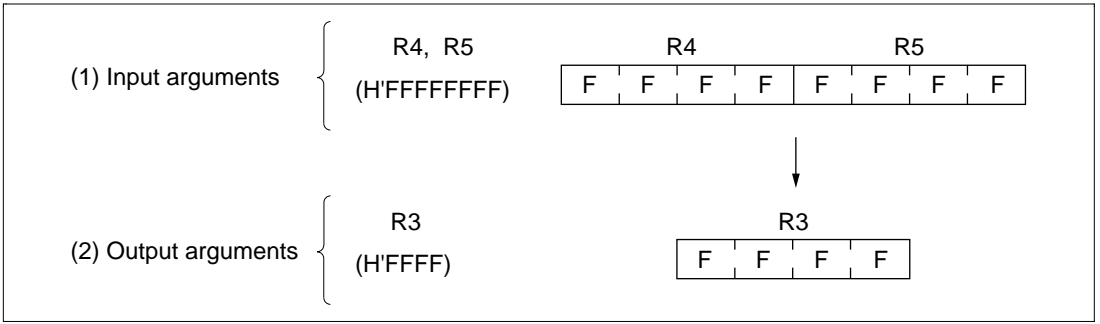 R4, R5 R4 R5
(1) Input arguments
(H'FFFFFFFF) F F F F F F F F
R3 R3
(2) Output arguments
(H'FFFF) F F F F